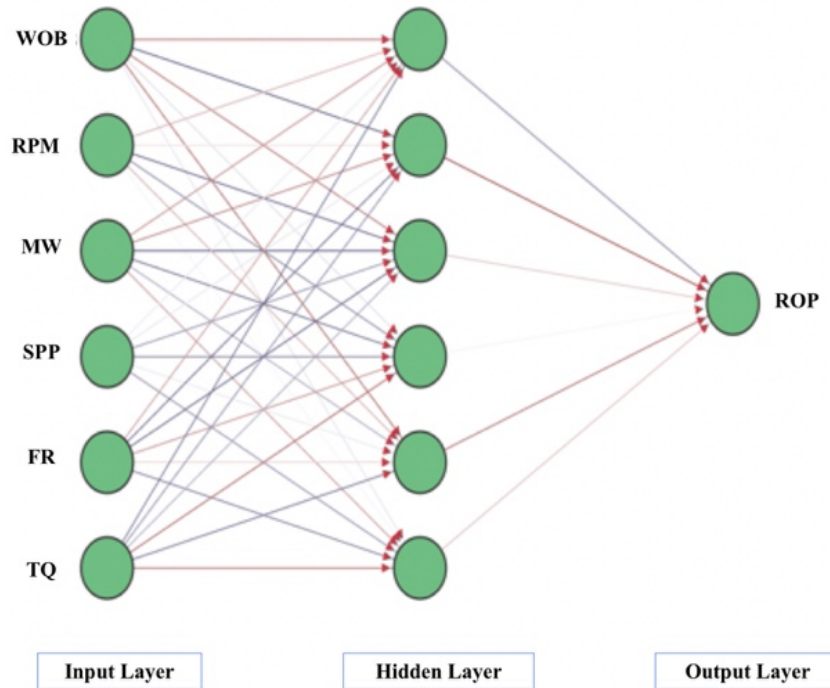 WOB
RPM
MW
SPP
FR
TQ
ROP
Input Layer
Hidden Layer
Output Layer